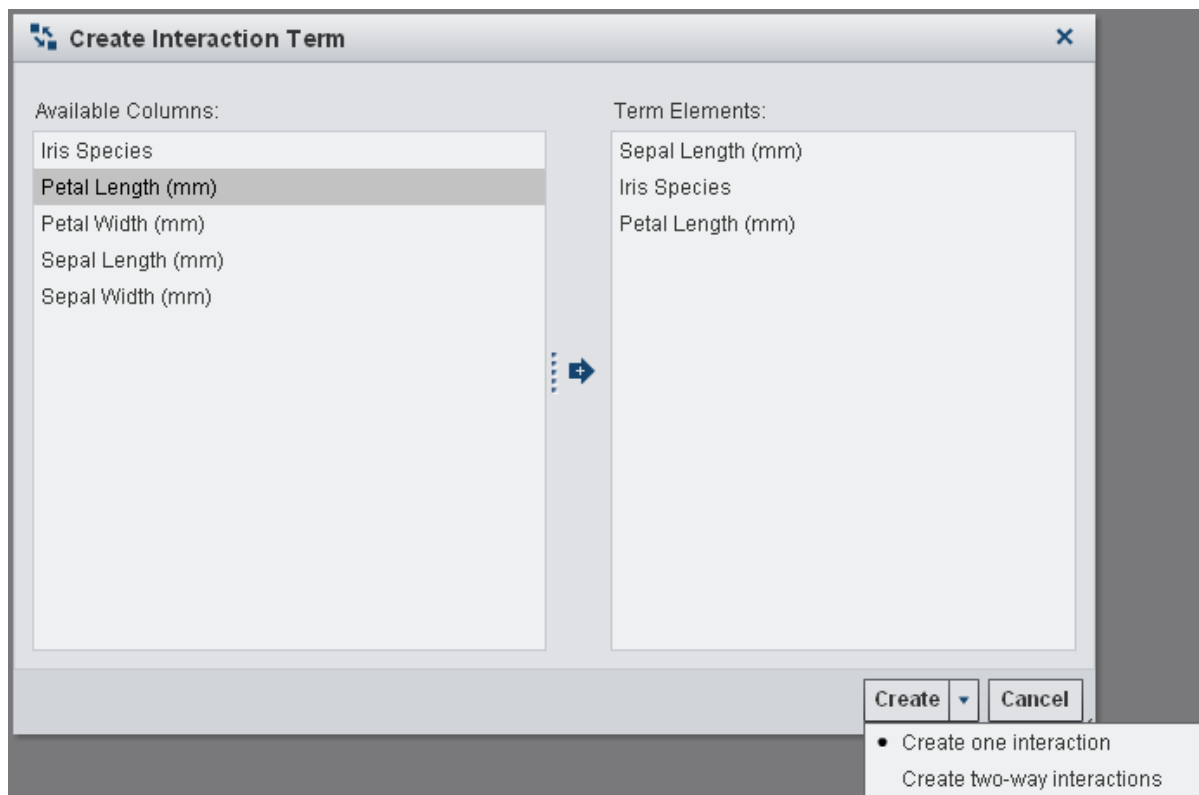 Create Interaction Term
Available Columns:
Iris Species
Petal Length (mm)
Petal Width (mm)
Sepal Length (mm)
Sepal Width (mm)
Term Elements:
Sepal Length (mm)
Iris Species
Petal Length (mm)
Create
Cancel
Create one interaction
Create two-way interactions